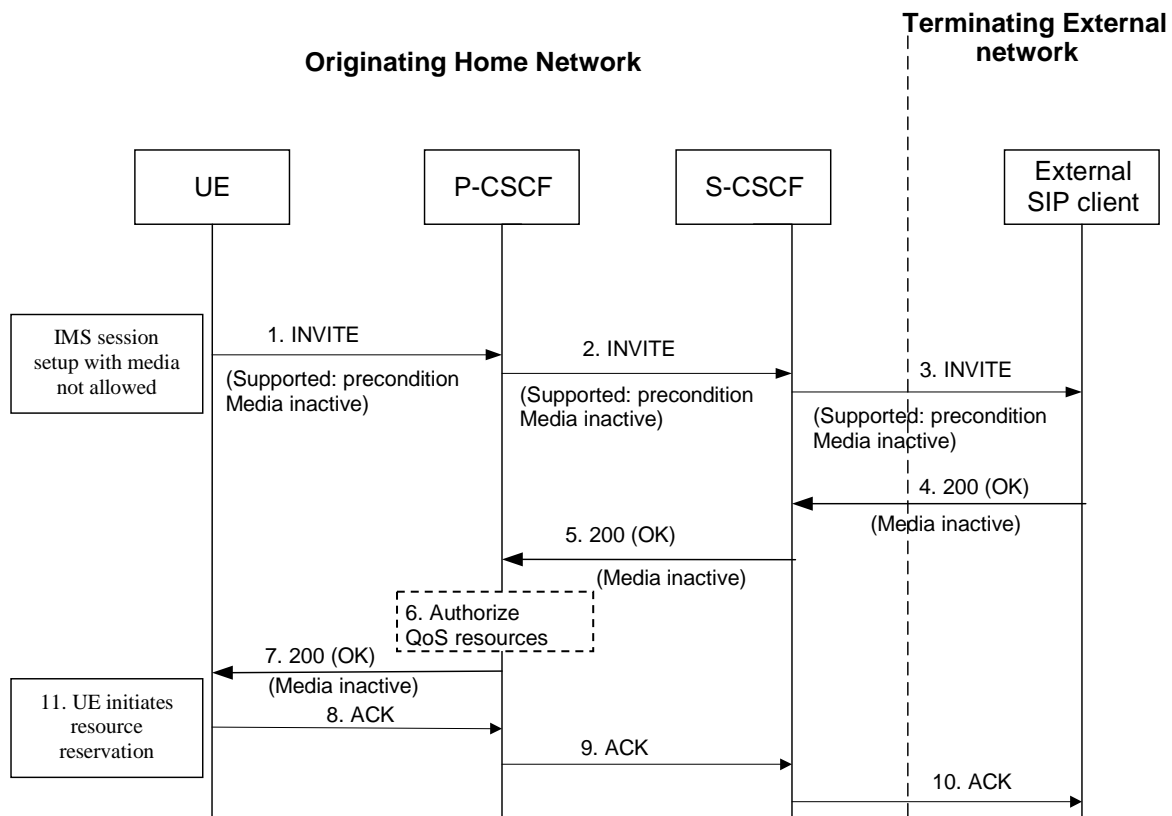 Terminating External
network
Originating Home Network
UE
P-CSCF
S-CSCF
External
SIP client
IMS session
setup with media
not allowed
1. INVITE
(Supported: precondition
Media inactive)
2. INVITE
(Supported: precondition
Media inactive)
3. INVITE
(Supported: precondition
Media inactive)
4. 200 (OK)
(Media inactive)
5. 200 (OK)
(Media inactive)
6. Authorize
QoS resources
7. 200 (OK)
(Media inactive)
11. UE initiates
resource
reservation
8. ACK
9. ACK
10. ACK